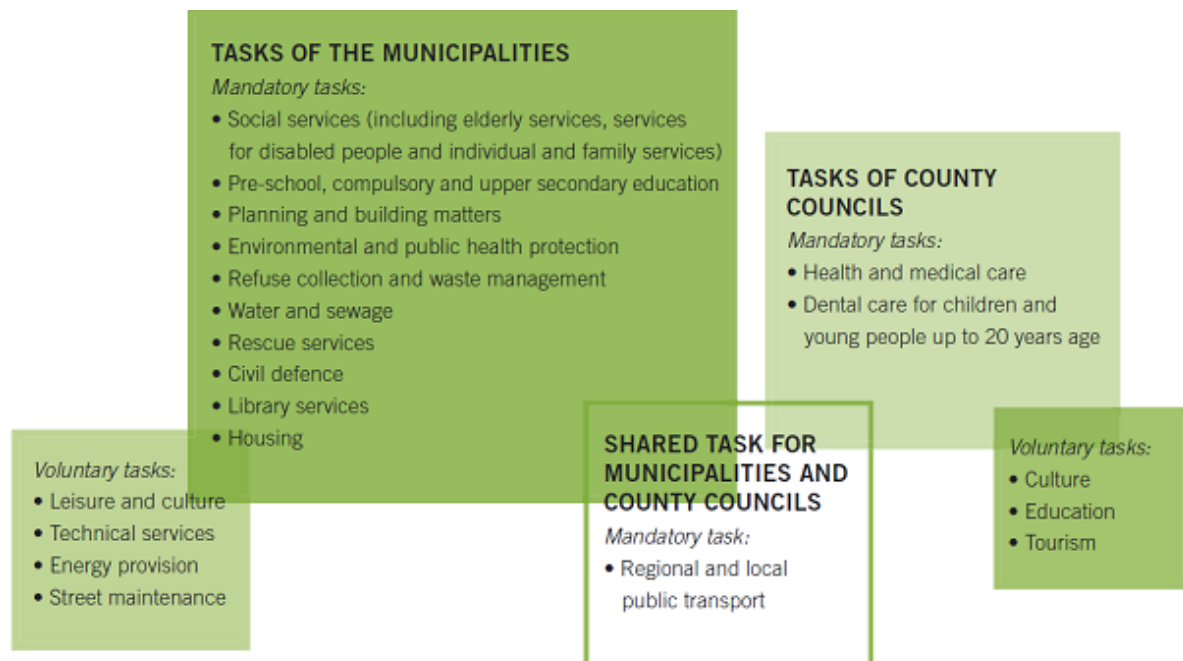 TASKS OF THE MUNICIPALITIES
Mandatory tasks:
• Social services (including elderly services, services
for disabled people and individual and family services)
• Pre-school, compulsory and upper secondary education
• Planning and building matters
• Environmental and public health protection
• Refuse collection and waste management
• Water and sewage
• Rescue services
• Civil defence
• Library services
• Housing
Voluntary tasks:
• Leisure and culture
• Technical services
• Energy provision
• Street maintenance
SHARED TASK FOR
MUNICIPALITIES AND
COUNTY COUNCILS
Mandatory task:
• Regional and local
public transport
TASKS OF COUNTY
COUNCILS
Mandatory tasks:
• Health and medical care
• Dental care for children and
young people up to 20 years age
Voluntary tasks:
• Culture
• Education
• Tourism